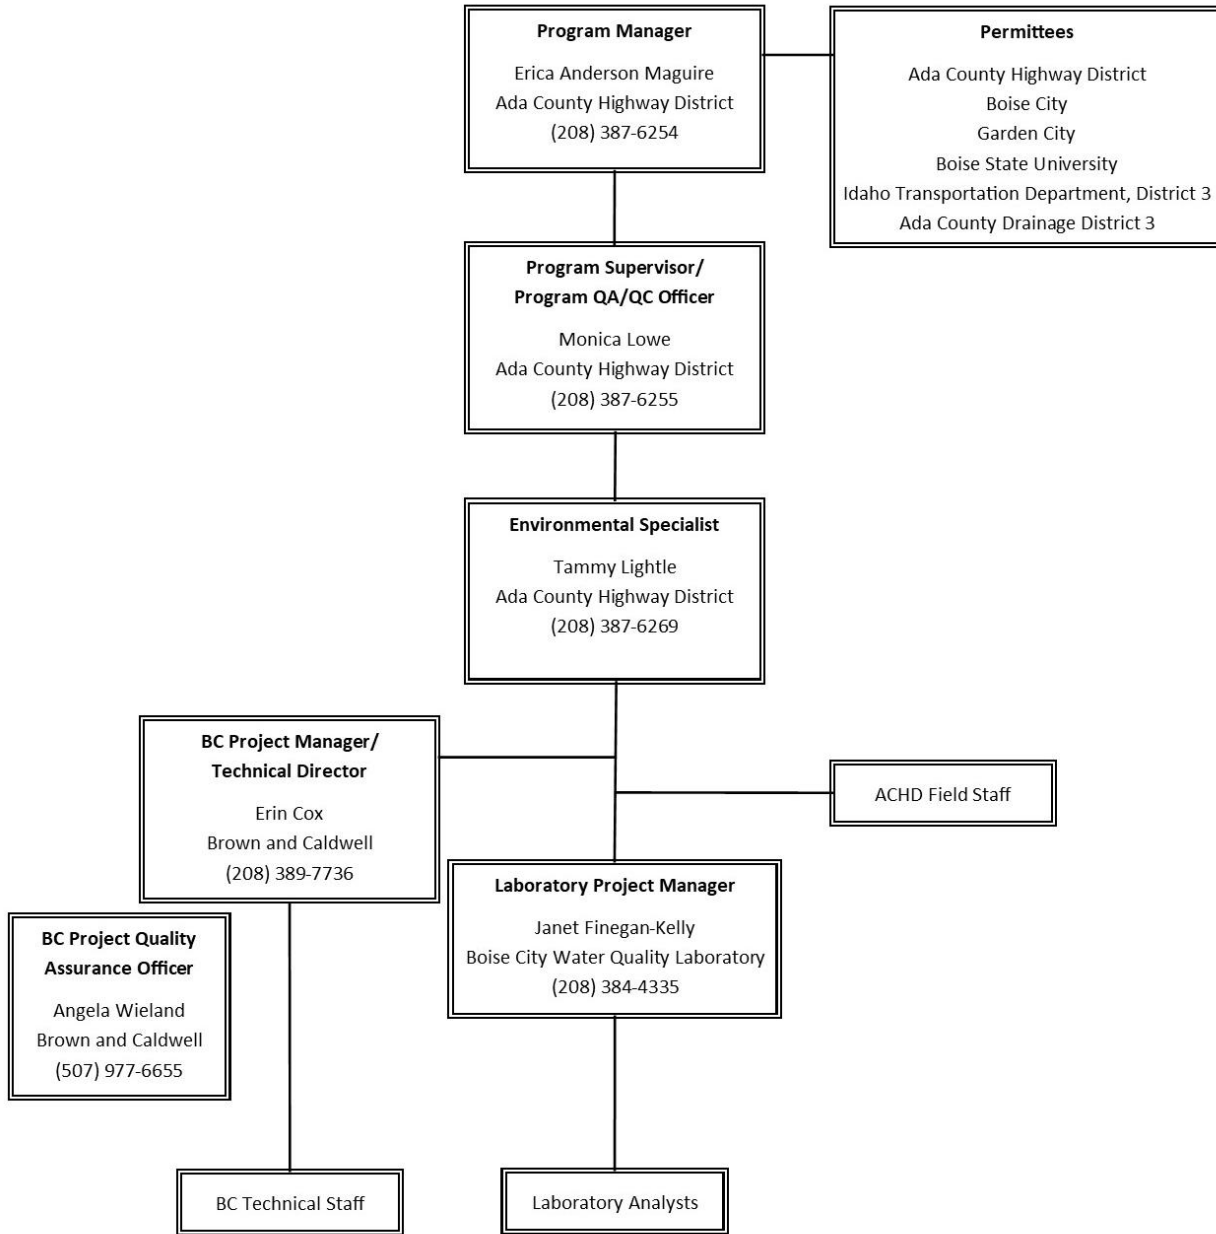 Program Manager
Erica Anderson Maguire
Ada County Highway District
(208) 387-6254
Permittees
Ada County Highway District
Boise City
Garden City
Boise State University
Idaho Transportation Department, District 3
Ada County Drainage District 3
Program Supervisor/
Program QA/QC Officer
Monica Lowe
Ada County Highway District
(208) 387-6255
Environmental Specialist
Tammy Lightle
Ada County Highway District
(208) 387-6269
BC Project Manager/
Technical Director
Erin Cox
Brown and Caldwell
(208) 389-7736
ACHD Field Staff
Laboratory Project Manager
Janet Finegan-Kelly
Boise City Water Quality Laboratory
(208) 384-4335
BC Project Quality
Assurance Officer
Angela Wieland
Brown and Caldwell
(507) 977-6655
BC Technical Staff
Laboratory Analysts